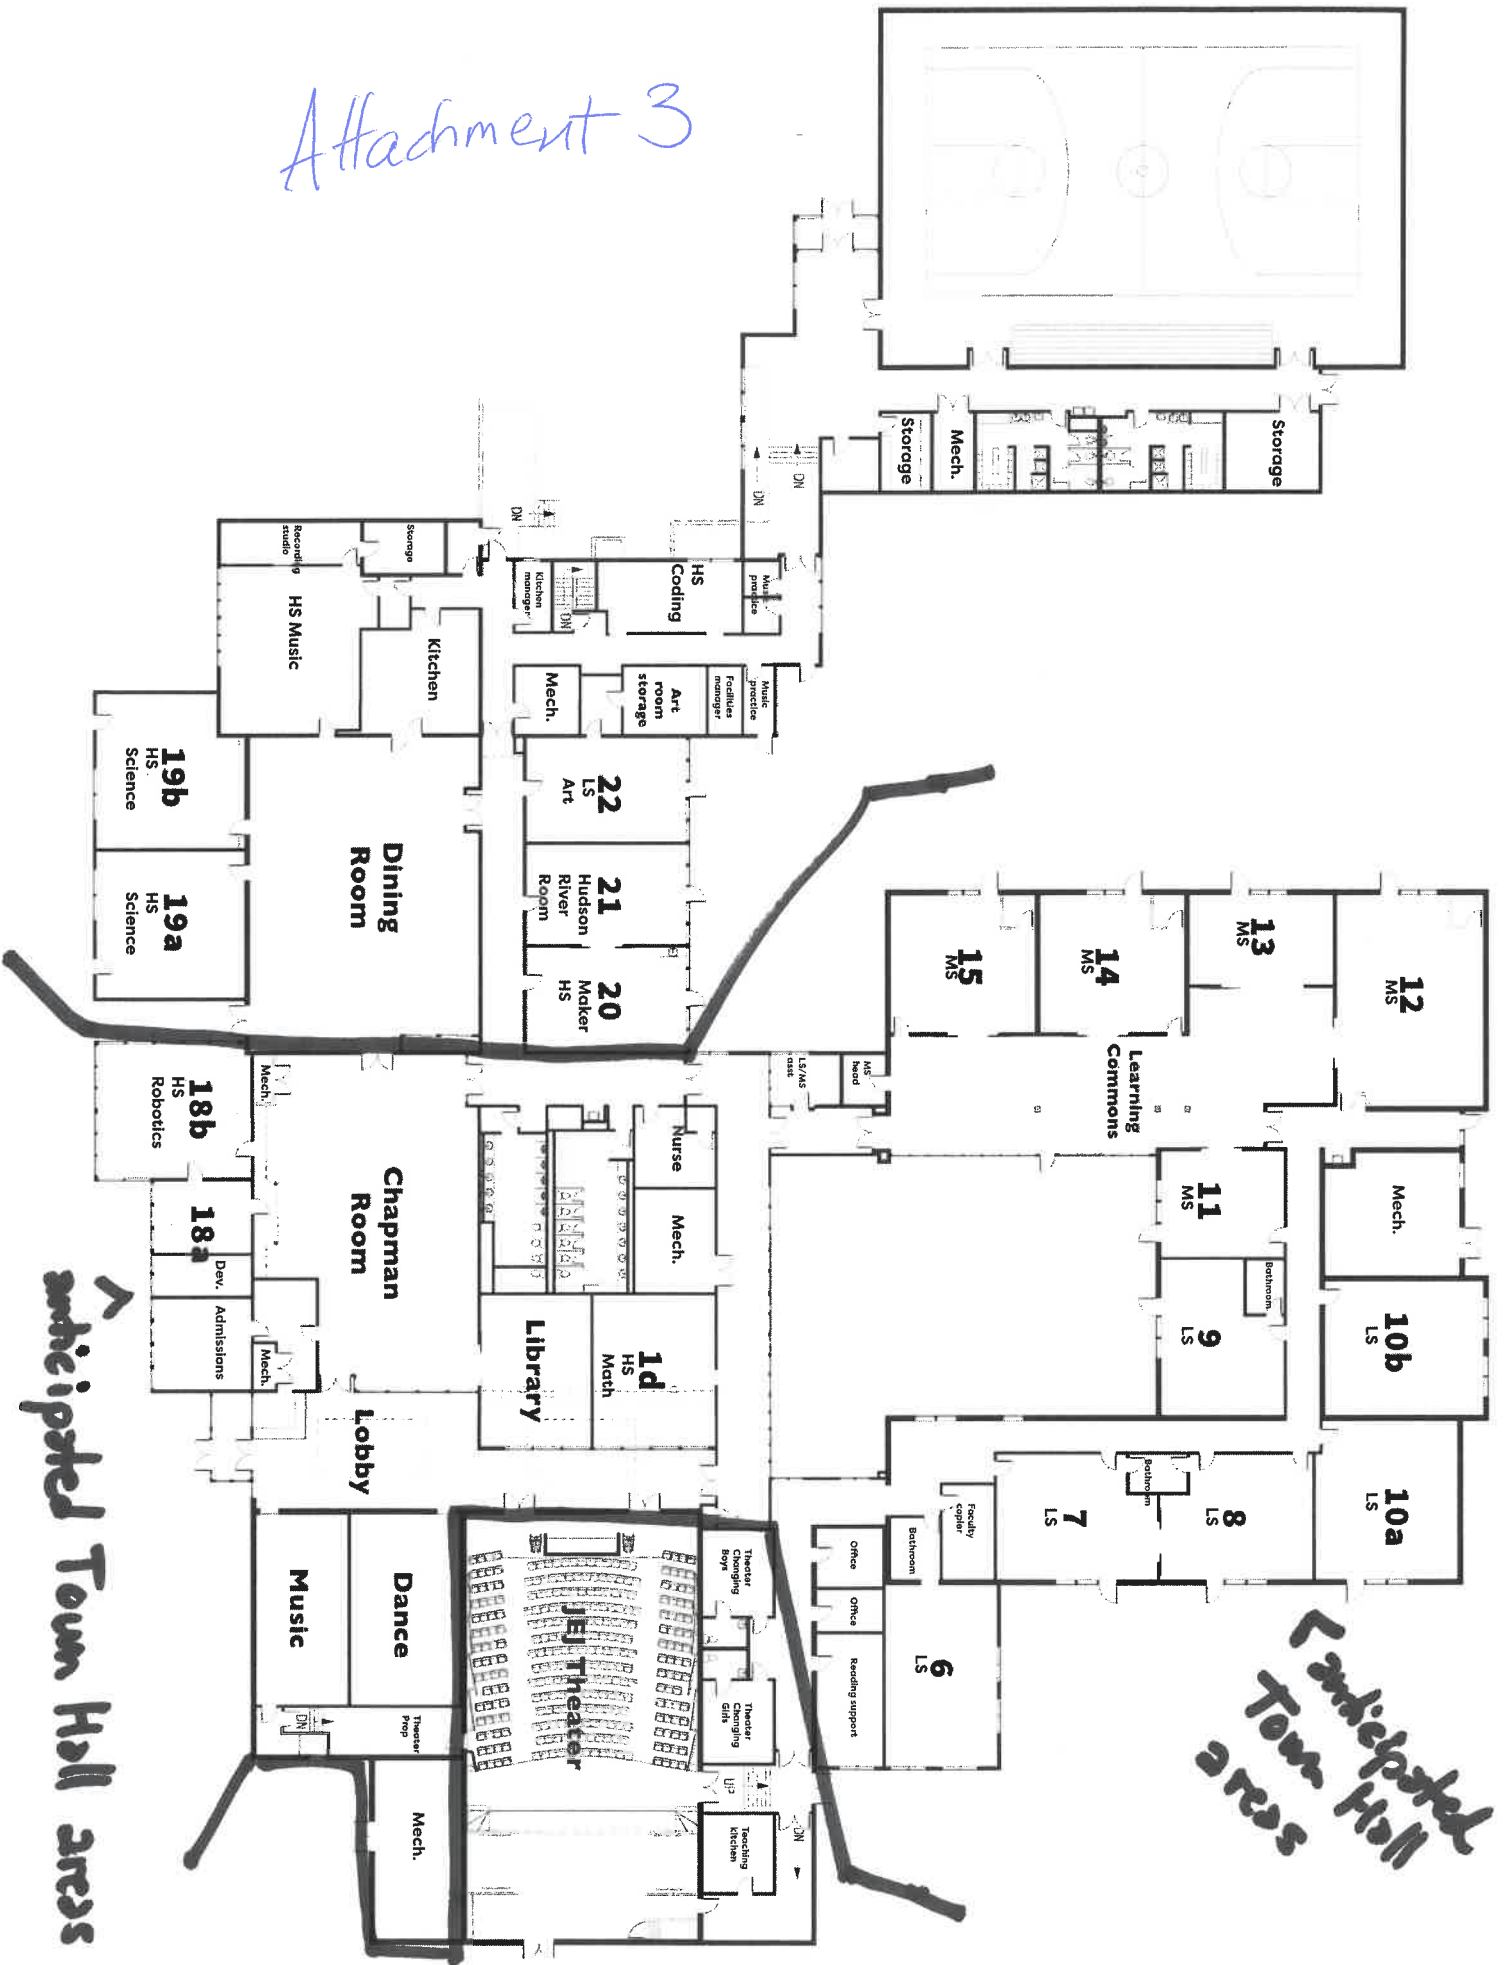 Attachment 3
Storage
Mech.
Storage
DN
DN
DN
Recording
studio
Storage
HS Music
Kitchen
Kitchen
manager
DN
HS
Coding
Music
practice
Mech.
Art
room
storage
Facilities
manager
Music
practice
19b
HS
Science
19a
HS
Science
Dining
Room
22
LS
Art
21
Hudson
River
Room
20
Maker
HS
15
MS
14
MS
13
MS
12
MS
Learning
Commons
LS/MS
asst
MS
head
Mech.
18b
HS
Robotics
18a
Dev.
Admissions
Mech.
Chapman
Room
Nurse
Mech.
Library
1d
HS
Math
Lobby
11
MS
Mech.
Bathroom
9
LS
10b
LS
10a
LS
Bathroom
7
LS
8
LS
Faculty
copier
Bathroom
Office
Office
Reading support
6
LS
Music
Dance
DN
Theater
Prop
Mech.
JEJ Theater
Theater
Changing
Boys
Theater
Changing
Girls
UP
DN
Teaching
kitchen
< anticipated Town Hall areas
< anticipated
Town Hall
areas